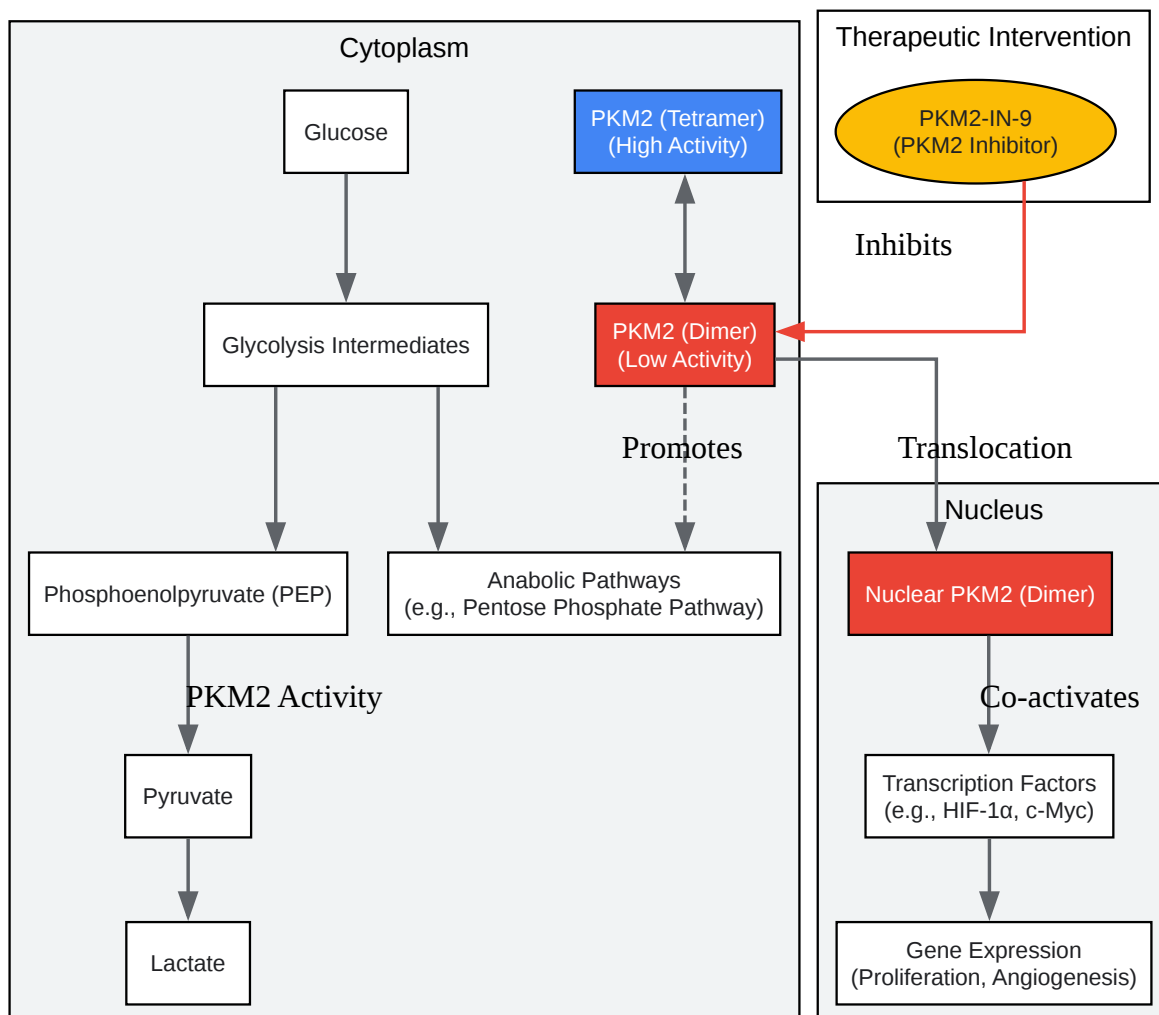 Cytoplasm
Glucose
PKM2 (Tetramer)
(High Activity)
Glycolysis Intermediates
PKM2 (Dimer)
(Low Activity)
Promotes
Phosphoenolpyruvate (PEP)
Anabolic Pathways
(e.g., Pentose Phosphate Pathway)
PKM2 Activity
Pyruvate
Lactate
Therapeutic Intervention
PKM2-IN-9
(PKM2 Inhibitor)
Inhibits
Translocation
Nucleus
Nuclear PKM2 (Dimer)
Co-activates
Transcription Factors
(e.g., HIF-1α, c-Myc)
Gene Expression
(Proliferation, Angiogenesis)